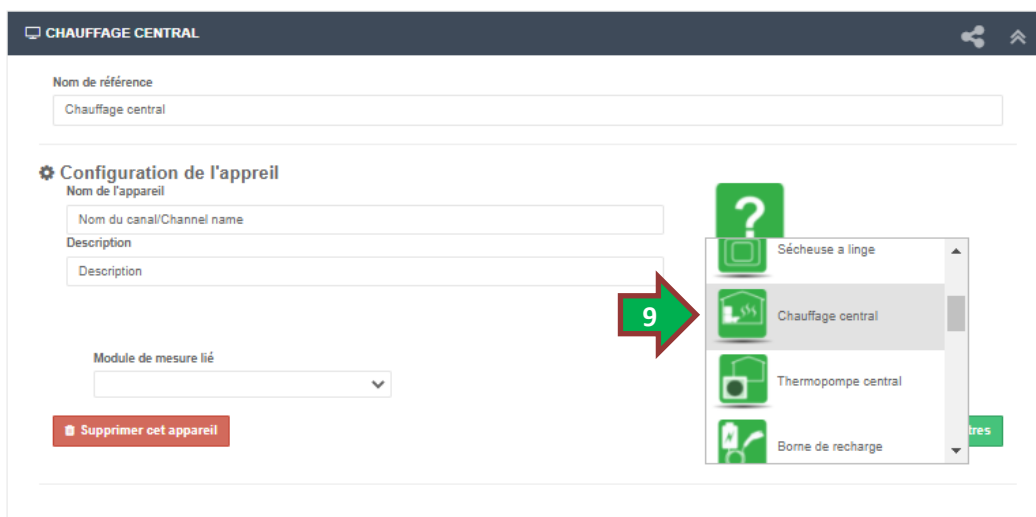 CHAUFFAGE CENTRAL
Nom de référence
Chauffage central
Configuration de l'appreil
Nom de l'appareil
Nom du canal/Channel name
Description
Description
?
Sécheuse a linge
9
Chauffage central
Thermopompe central
Borne de recharge
Module de mesure lié
Supprimer cet appareil
tres